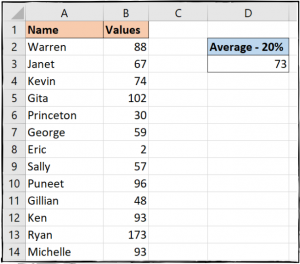 A B C D
1 Name Values
2 Warren 88 Average - 20%
3 Janet 67 73
4 Kevin 74
5 Gita 102
6 Princeton 30
7 George 59
8 Eric 2
9 Sally 57
10 Puneet 96
11 Gillian 48
12 Ken 93
13 Ryan 173
14 Michelle 93